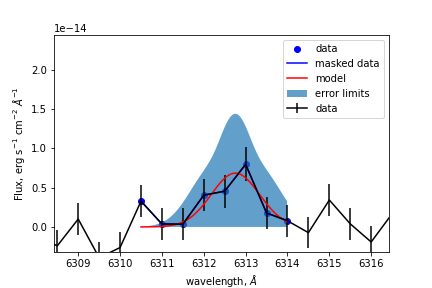 1e−14
data
masked data
model
error limits
data
2.0
1.5
1.0
0.5
0.0
Flux, erg s⁻¹ cm⁻² Å⁻¹
6309 6310 6311 6312 6313 6314 6315 6316
wavelength, Å